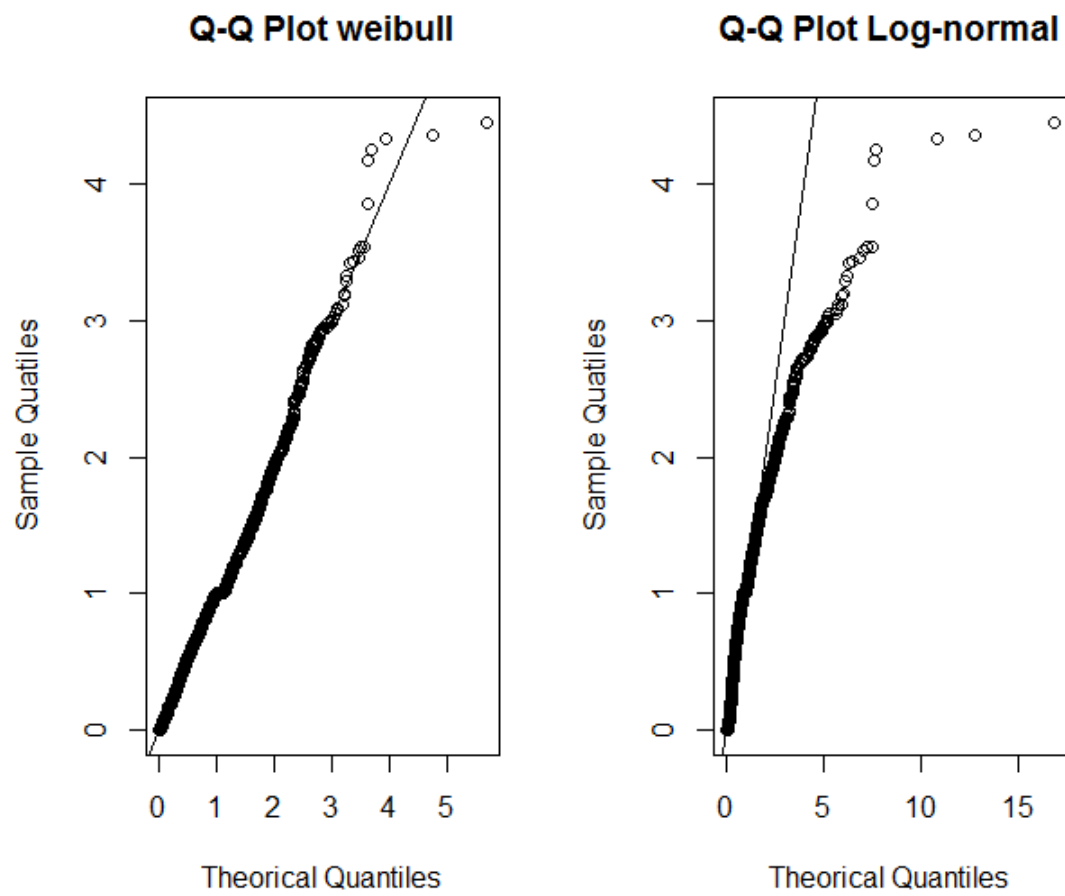 Q-Q Plot weibull
Sample Quatiles
4
3
2
1
0
0 1 2 3 4 5
Theorical Quantiles
Q-Q Plot Log-normal
Sample Quatiles
4
3
2
1
0
0 5 10 15
Theorical Quantiles